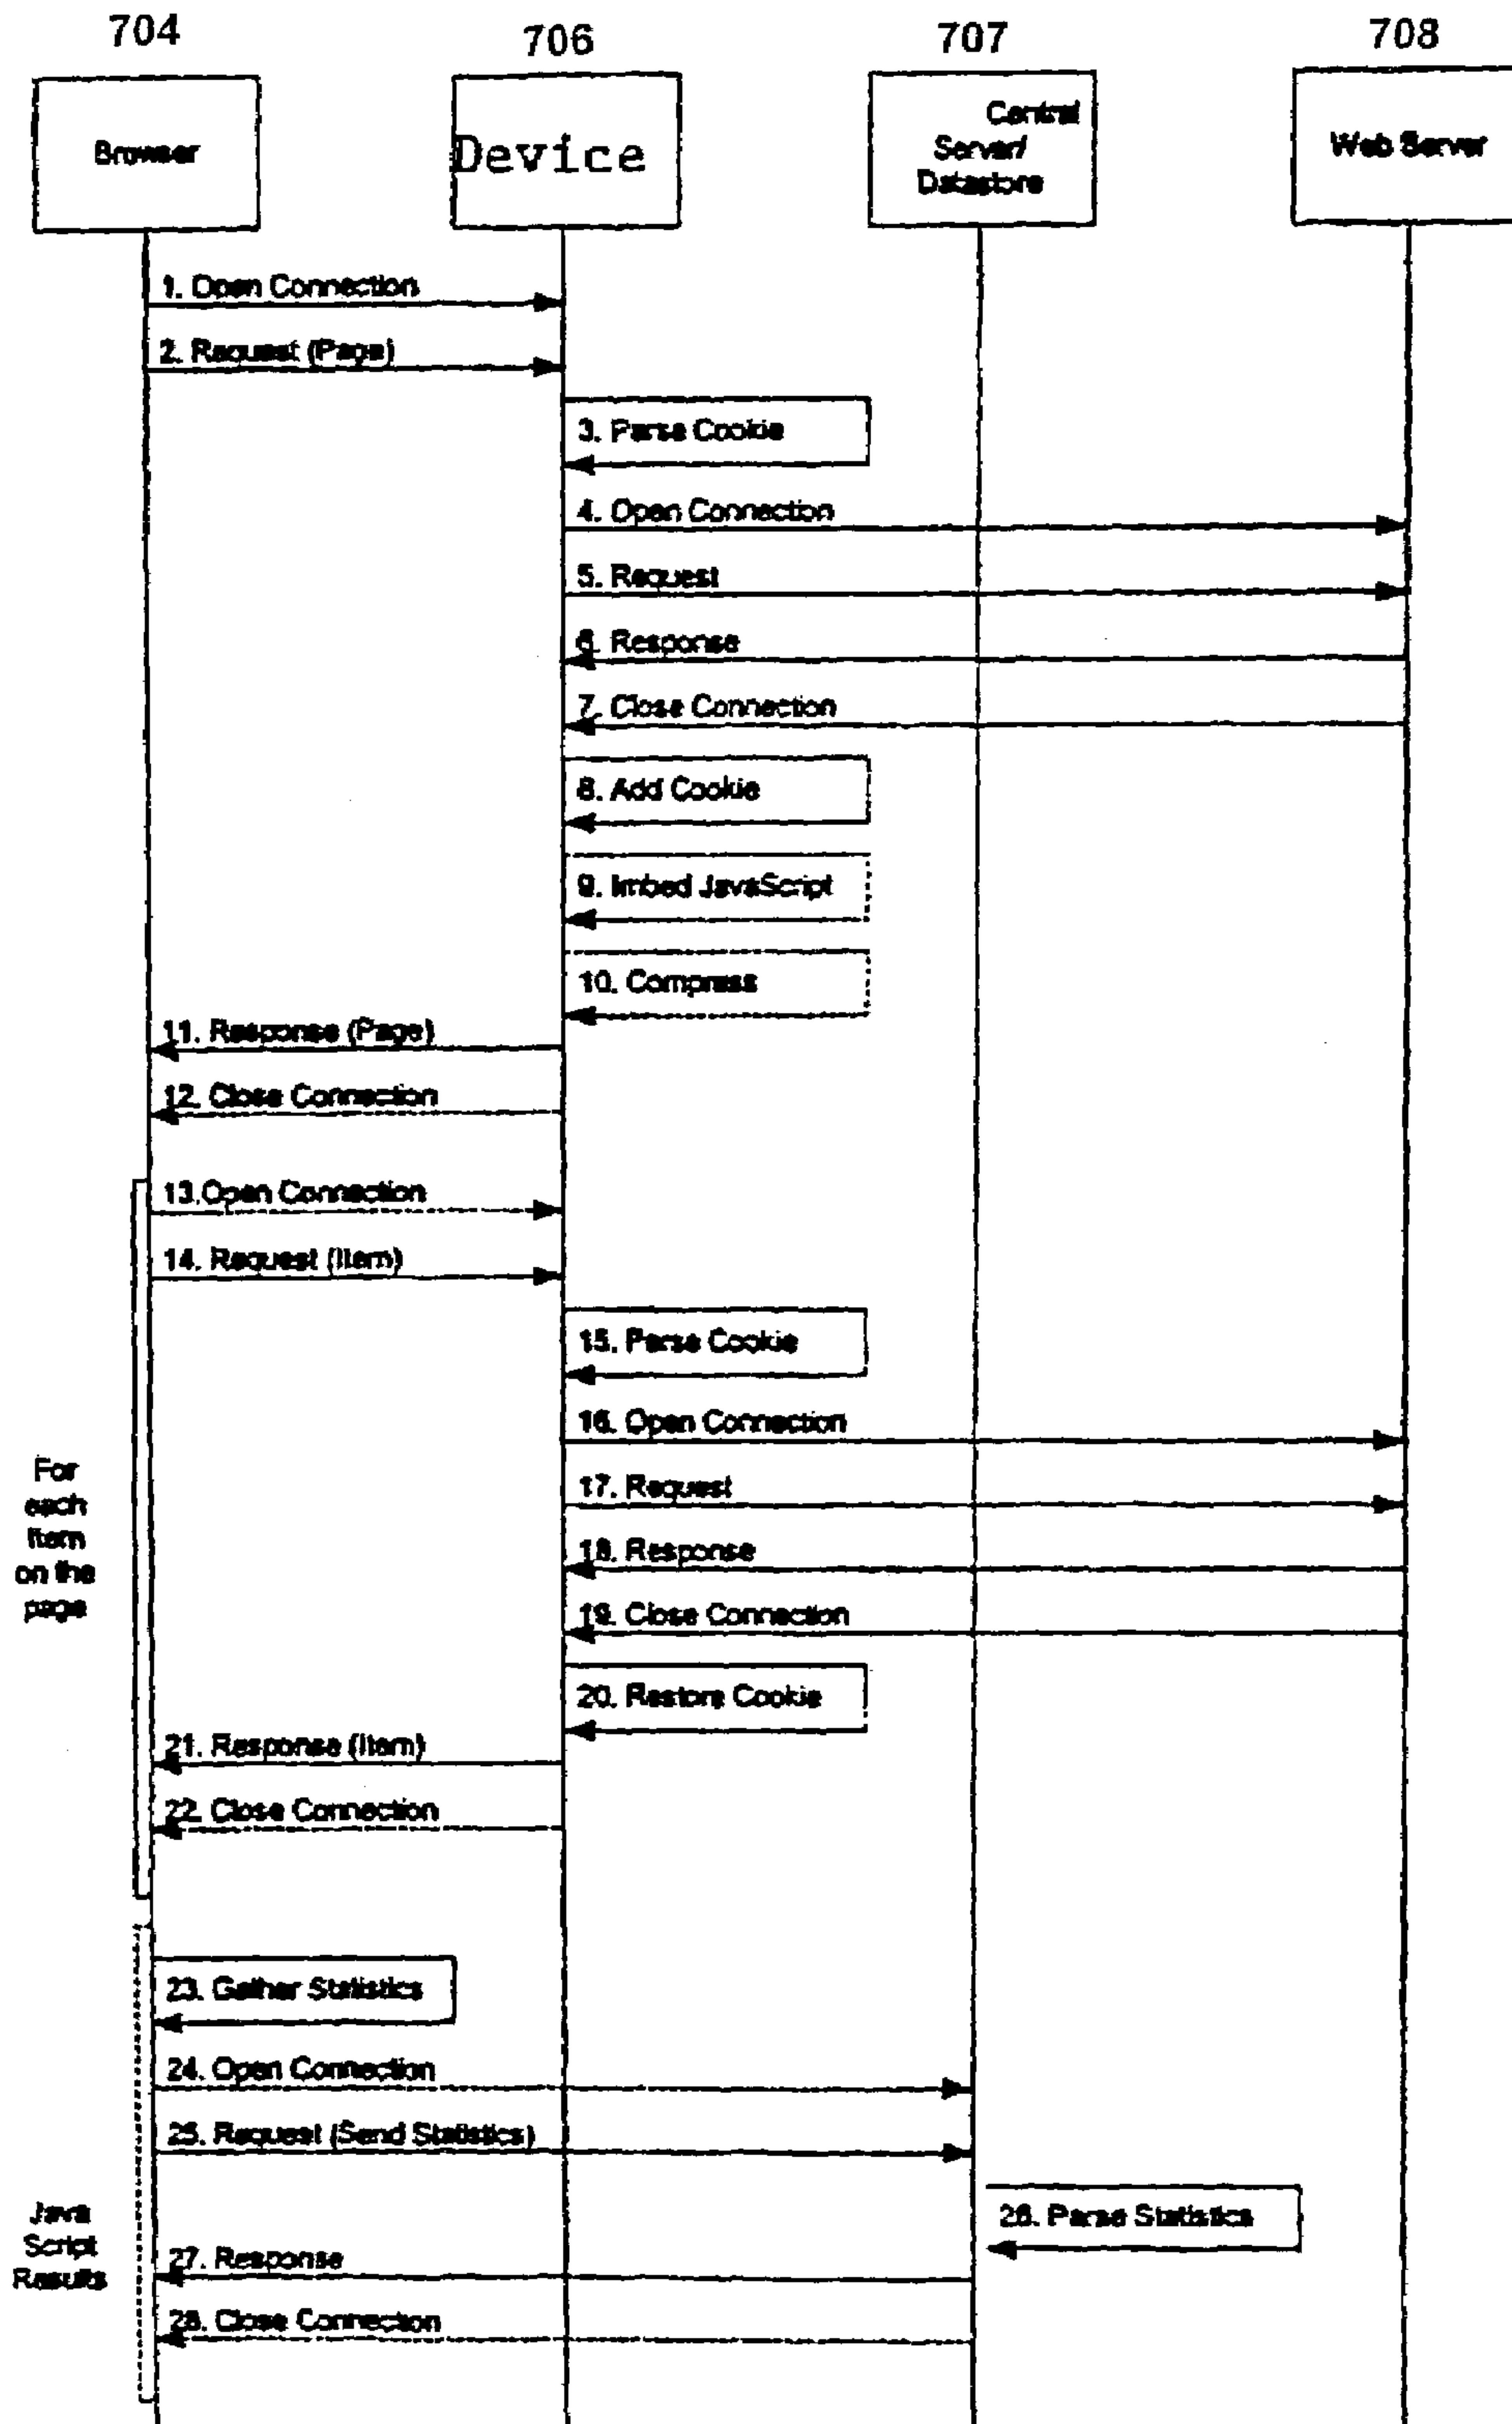 704
706
707
708
Browser
Device
Central
Server/
Datastore
Web Server
1. Open Connection
2. Request (Page)
3. Parse Cookie
4. Open Connection
5. Request
6. Response
7. Close Connection
8. Add Cookie
9. Imbed JavaScript
10. Compress
11. Response (Page)
12. Close Connection
13.Open Connection
14. Request (Item)
15. Parse Cookie
16. Open Connection
17. Request
18. Response
19. Close Connection
20. Restore Cookie
21. Response (Item)
22. Close Connection
For
each
item
on the
page
23. Gather Statistics
24. Open Connection
25. Request (Send Statistics)
26. Parse Statistics
27. Response
28. Close Connection
Java
Script
Results